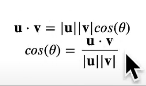 u · v = |u||v|cos(θ)
cos(θ) = u · v / |u||v|